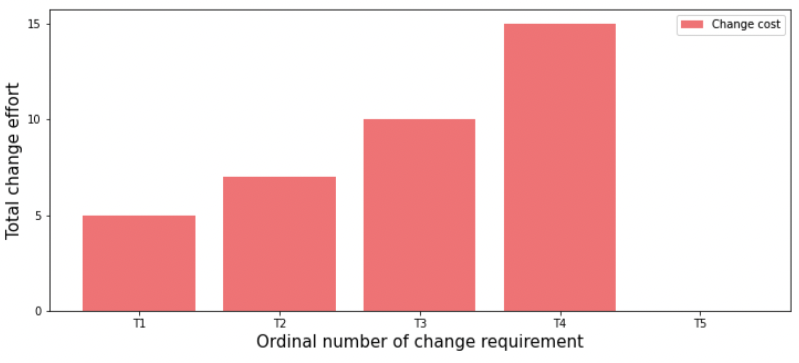 15
10
5
0
Change cost
Total change effort
T1 T2 T3 T4 T5
Ordinal number of change requirement